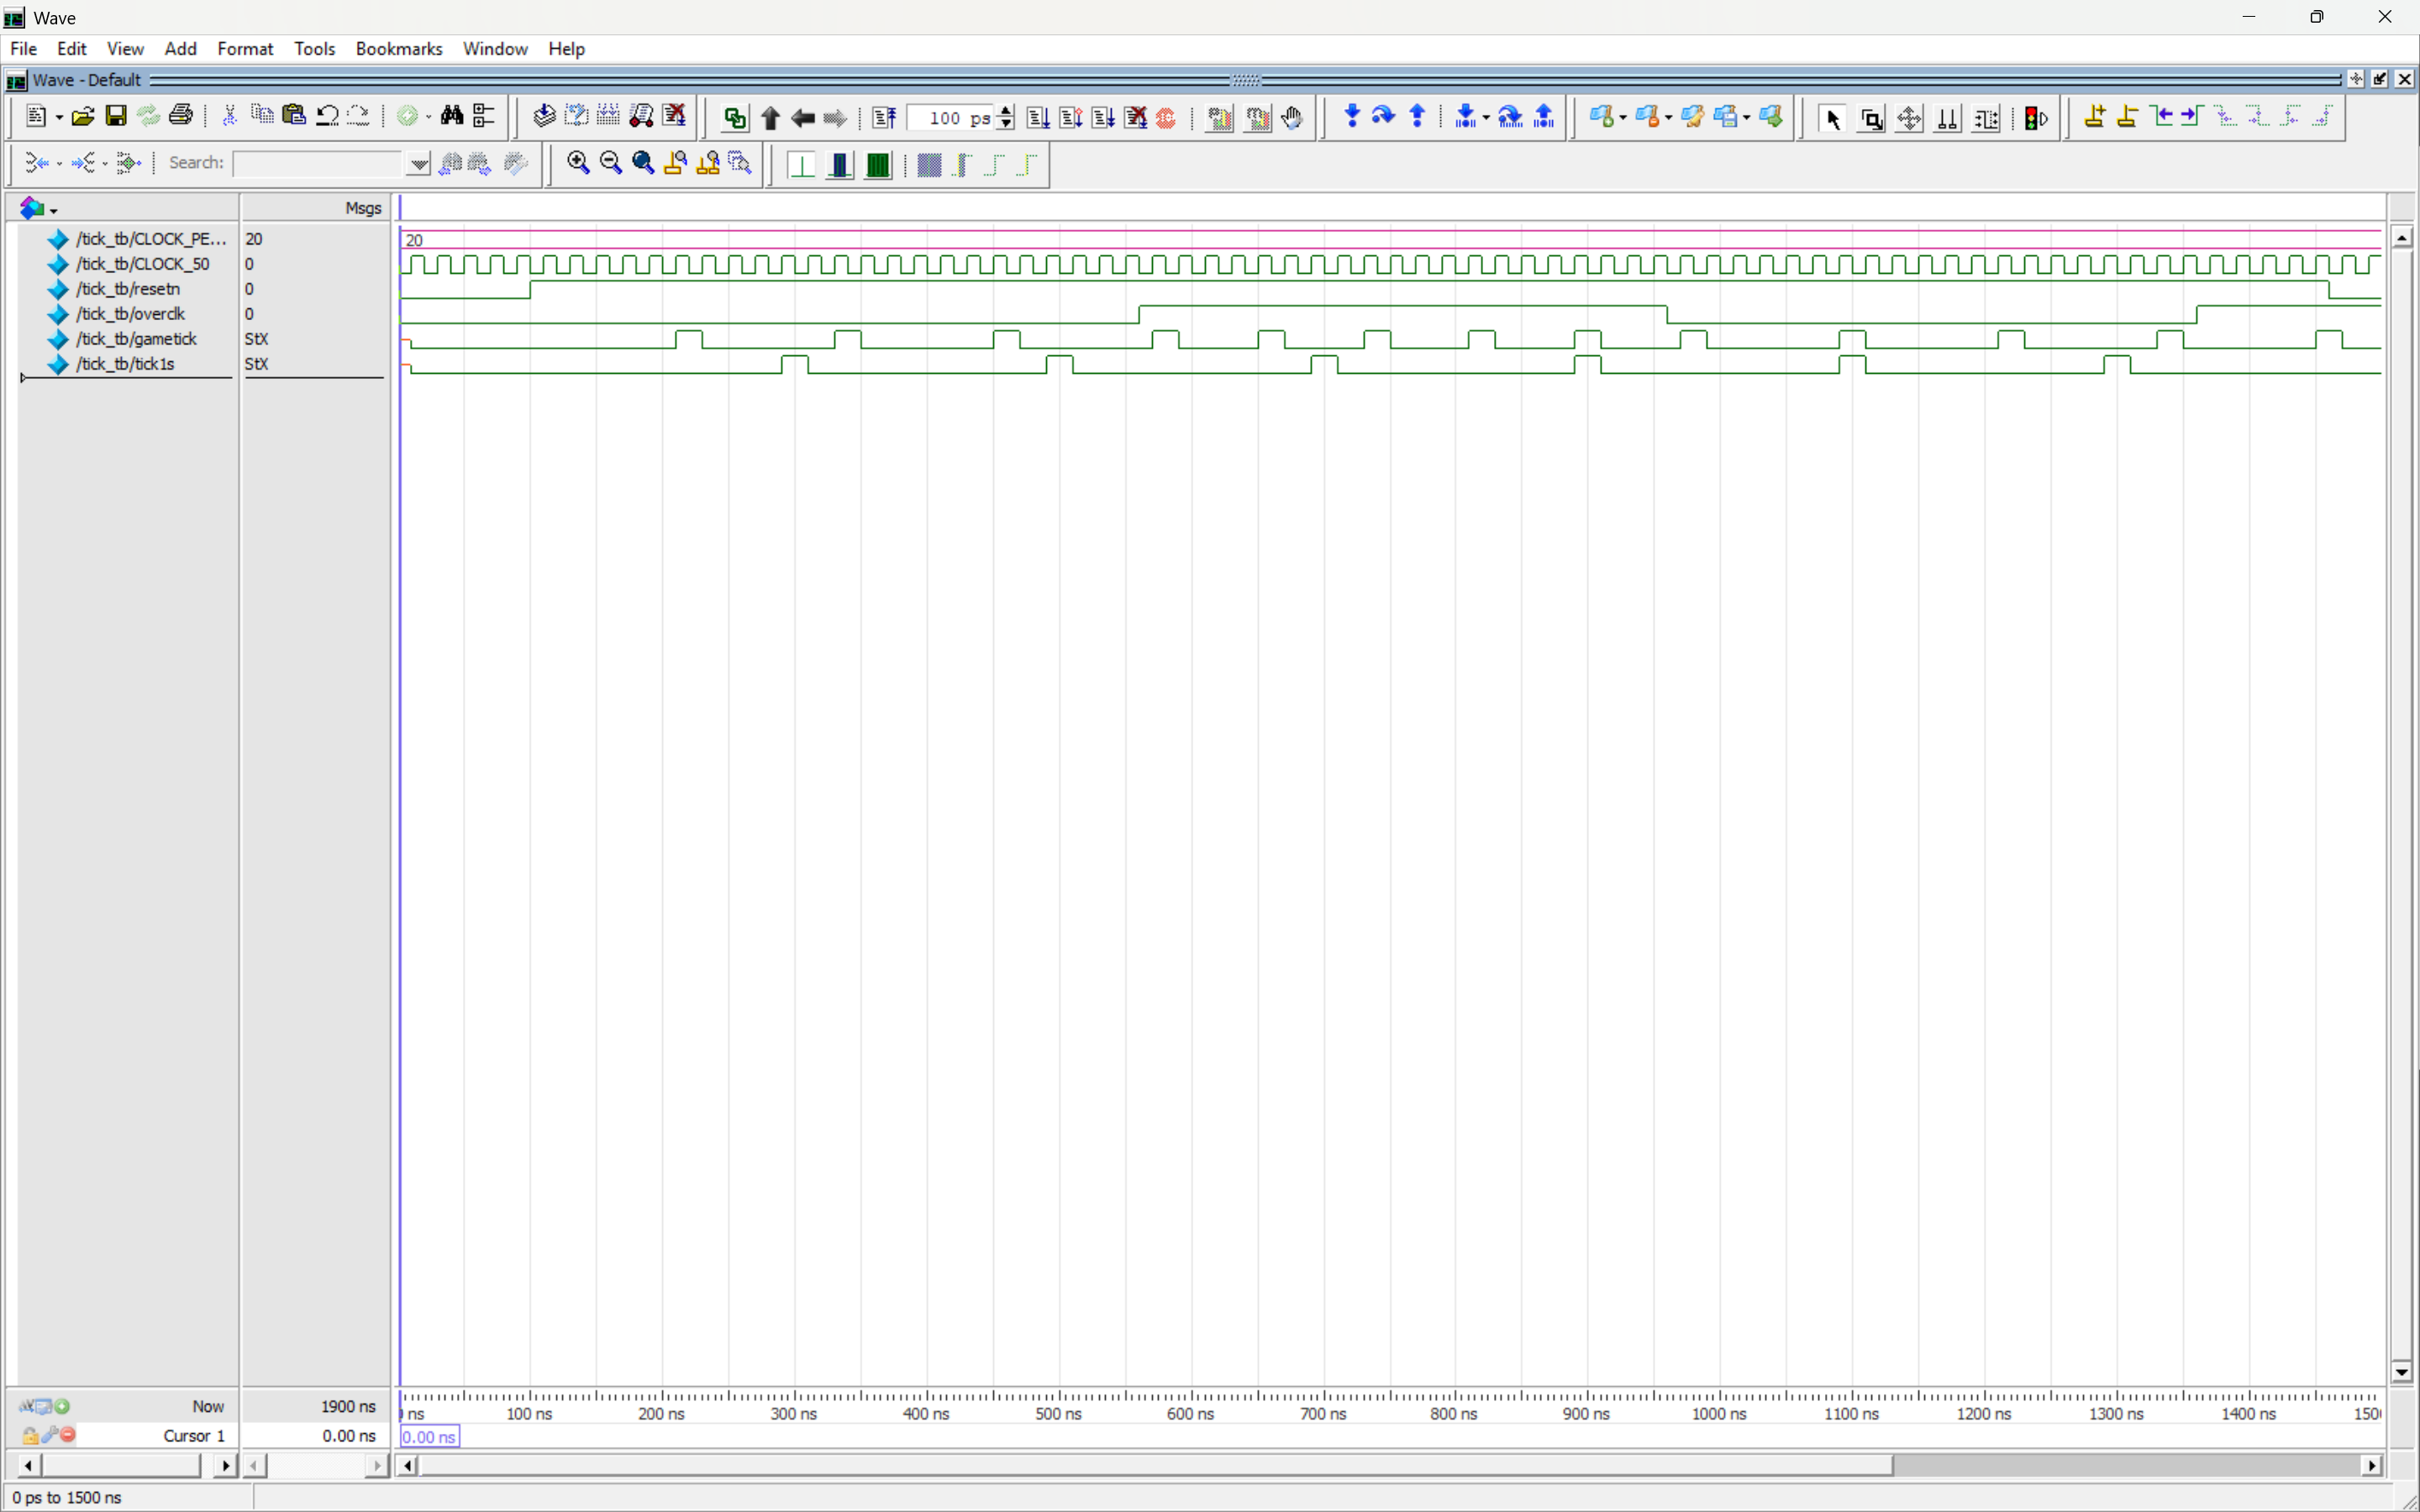 Wave
File Edit View Add Format Tools Bookmarks Window Help
Wave - Default
100 ps
Search:
Msgs
/tick_tb/CLOCK_PE... 20 20
/tick_tb/CLOCK_50 0
/tick_tb/resetn 0
/tick_tb/overclk 0
/tick_tb/gametick StX
/tick_tb/tick1s StX
Now 1900 ns
ns 100 ns 200 ns 300 ns 400 ns 500 ns 600 ns 700 ns 800 ns 900 ns 1000 ns 1100 ns 1200 ns 1300 ns 1400 ns 150
Cursor 1 0.00 ns 0.00 ns
0 ps to 1500 ns